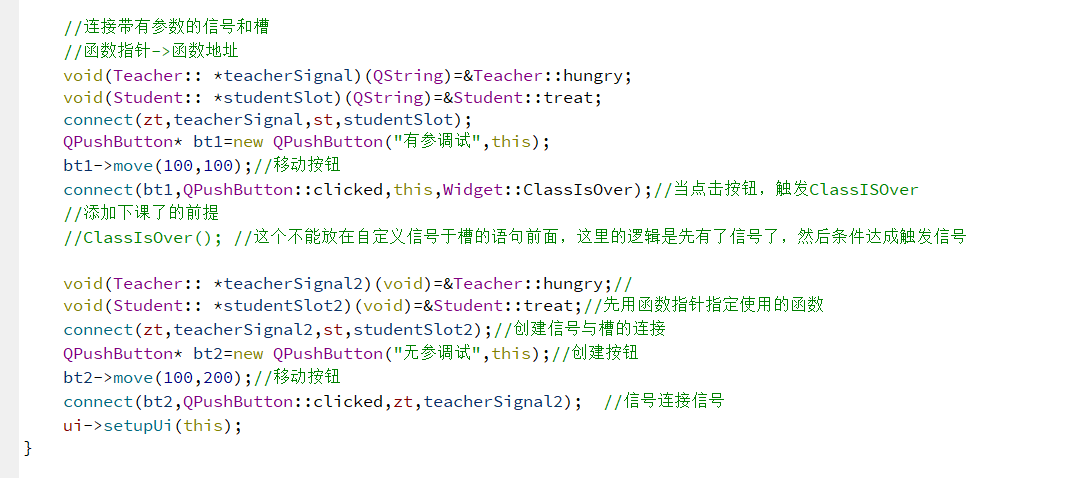 //连接带有参数的信号和槽
//函数指针->函数地址
void(Teacher:: *teacherSignal)(QString)=&Teacher::hungry;
void(Student:: *studentSlot)(QString)=&Student::treat;
connect(zt,teacherSignal,st,studentSlot);
QPushButton* bt1=new QPushButton("有参调试",this);
bt1->move(100,100);//移动按钮
connect(bt1,QPushButton::clicked,this,Widget::ClassIsOver);//当点击按钮，触发ClassISOver
//添加下课了的前提
//ClassIsOver(); //这个不能放在自定义信号于槽的语句前面，这里的逻辑是先有了信号了，然后条件达成触发信号
void(Teacher:: *teacherSignal2)(void)=&Teacher::hungry;//
void(Student:: *studentSlot2)(void)=&Student::treat;//先用函数指针指定使用的函数
connect(zt,teacherSignal2,st,studentSlot2);//创建信号与槽的连接
QPushButton* bt2=new QPushButton("无参调试",this);//创建按钮
bt2->move(100,200);//移动按钮
connect(bt2,QPushButton::clicked,zt,teacherSignal2);  //信号连接信号
ui->setupUi(this);
}